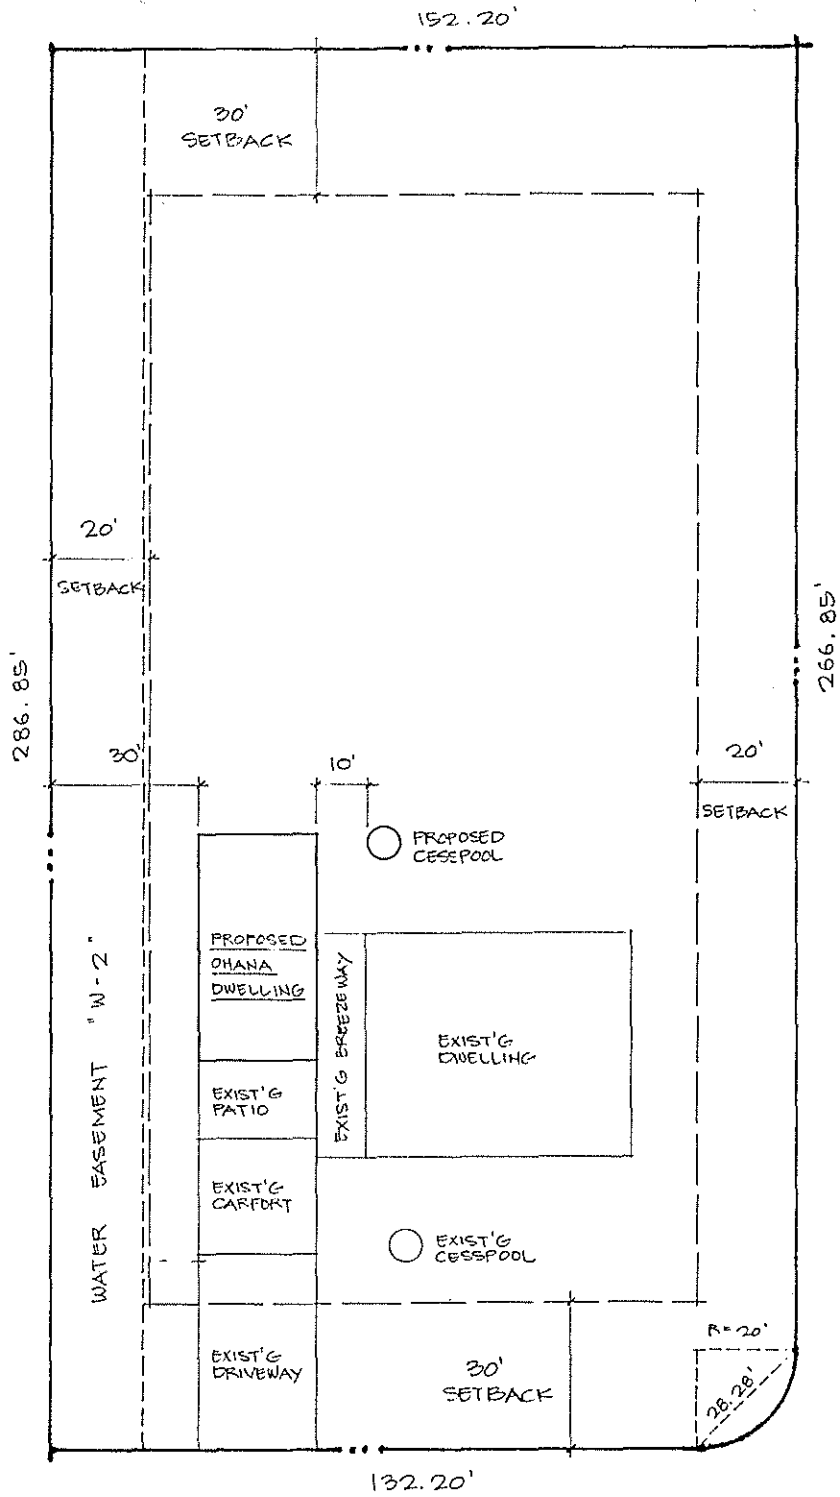 152.20'
30'
SETBACK
20'
SETBACK
286.85'
266.85'
30'
10'
20'
SETBACK
PROPOSED
CESSPOOL
PROPOSED
OHANA
DWELLING
EXIST'G BREEZEWAY
EXIST'G
DWELLING
WATER EASEMENT "W-2"
EXIST'G
PATIO
EXIST'G
CARPORT
EXIST'G
CESSPOOL
R=20'
28.28'
EXIST'G
DRIVEWAY
30'
SETBACK
132.20'